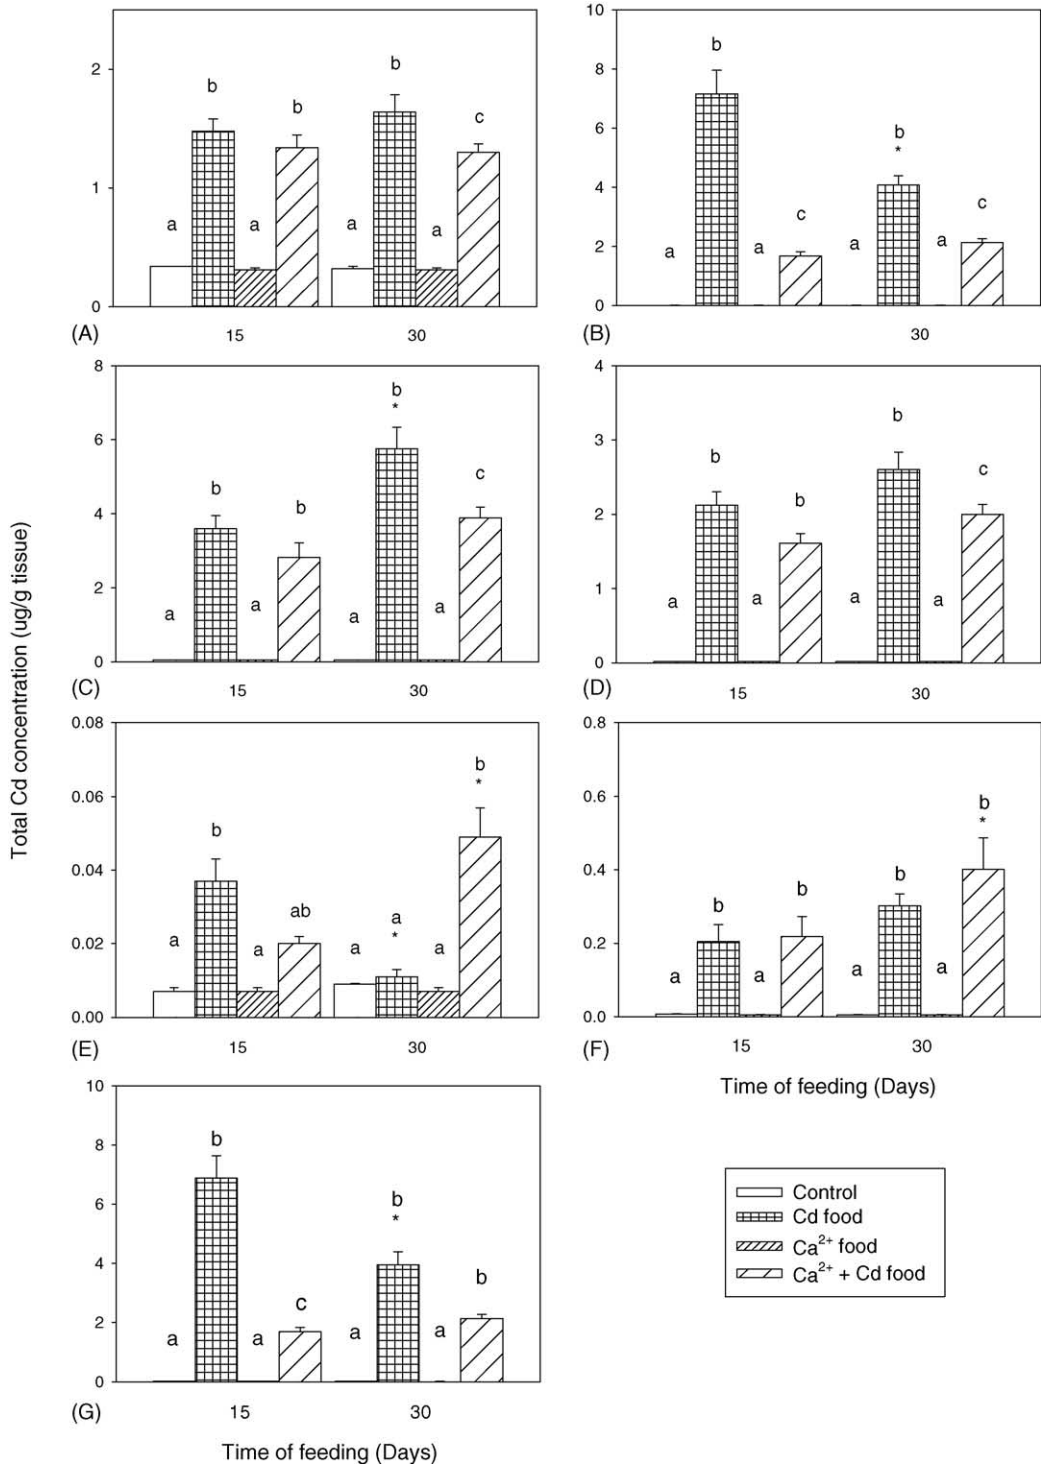 Total Cd concentration (ug/g tissue)
2
1
0
a
b
a
b
a
b
a
c
(A)
15
30
10
8
6
4
2
0
a
b
a
c
a
b
*
a
c
(B)
15
30
8
6
4
2
0
a
b
a
b
a
b
*
a
c
(C)
15
30
4
3
2
1
0
a
b
a
b
a
b
a
c
(D)
15
30
0.08
0.06
0.04
0.02
0.00
a
b
a
ab
a
a
*
a
b
*
(E)
15
30
0.8
0.6
0.4
0.2
0.0
a
b
a
b
a
b
a
b
*
(F)
15
30
Time of feeding (Days)
10
8
6
4
2
0
a
b
a
c
a
b
*
a
b
(G)
15
30
Time of feeding (Days)
Control
Cd food
Ca²⁺ food
Ca²⁺ + Cd food